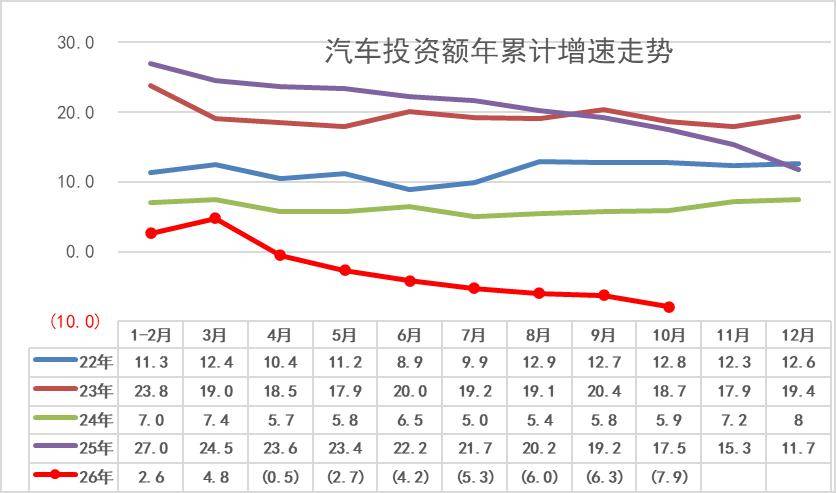 汽车投资额年累计增速走势
30.0
20.0
10.0
0.0
(10.0)
1-2月 3月 4月 5月 6月 7月 8月 9月 10月 11月 12月
22年 11.3 12.4 10.4 11.2 8.9 9.9 12.9 12.7 12.8 12.3 12.6
23年 23.8 19.0 18.5 17.9 20.0 19.2 19.1 20.4 18.7 17.9 19.4
24年 7.0 7.4 5.7 5.8 6.5 5.0 5.4 5.8 5.9 7.2 8
25年 27.0 24.5 23.6 23.4 22.2 21.7 20.2 19.2 17.5 15.3 11.7
26年 2.6 4.8 (0.5) (2.7) (4.2) (5.3) (6.0) (6.3) (7.9)